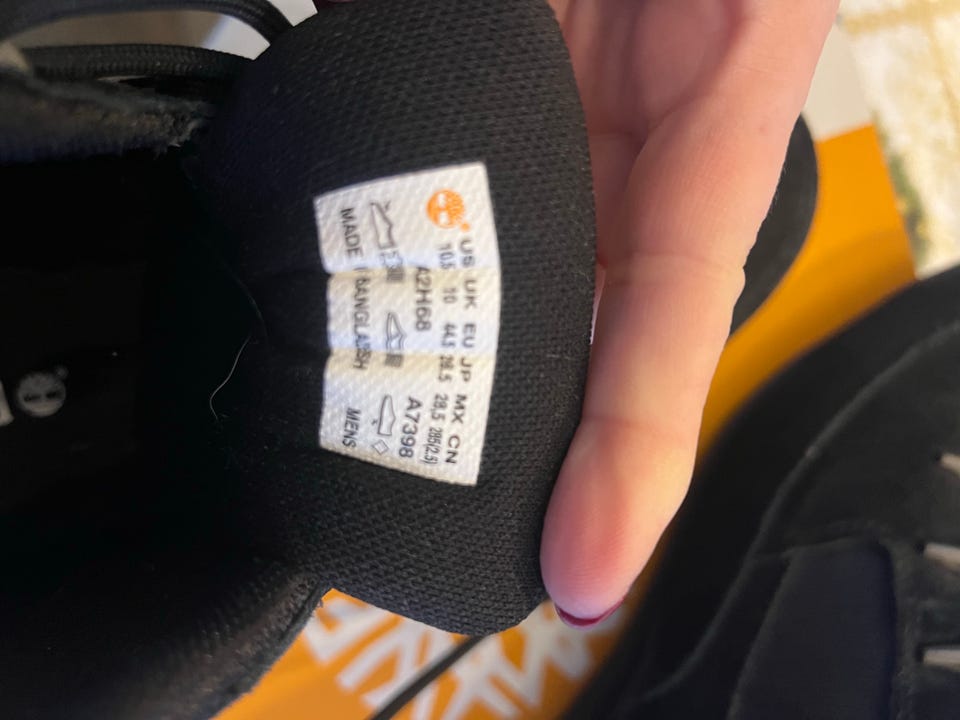 US UK EU JP MX CN
10.5 10 44.5 28.5 28.5 285(2.5)
A2H68 A7398
MADE BANGLADESH
MENS